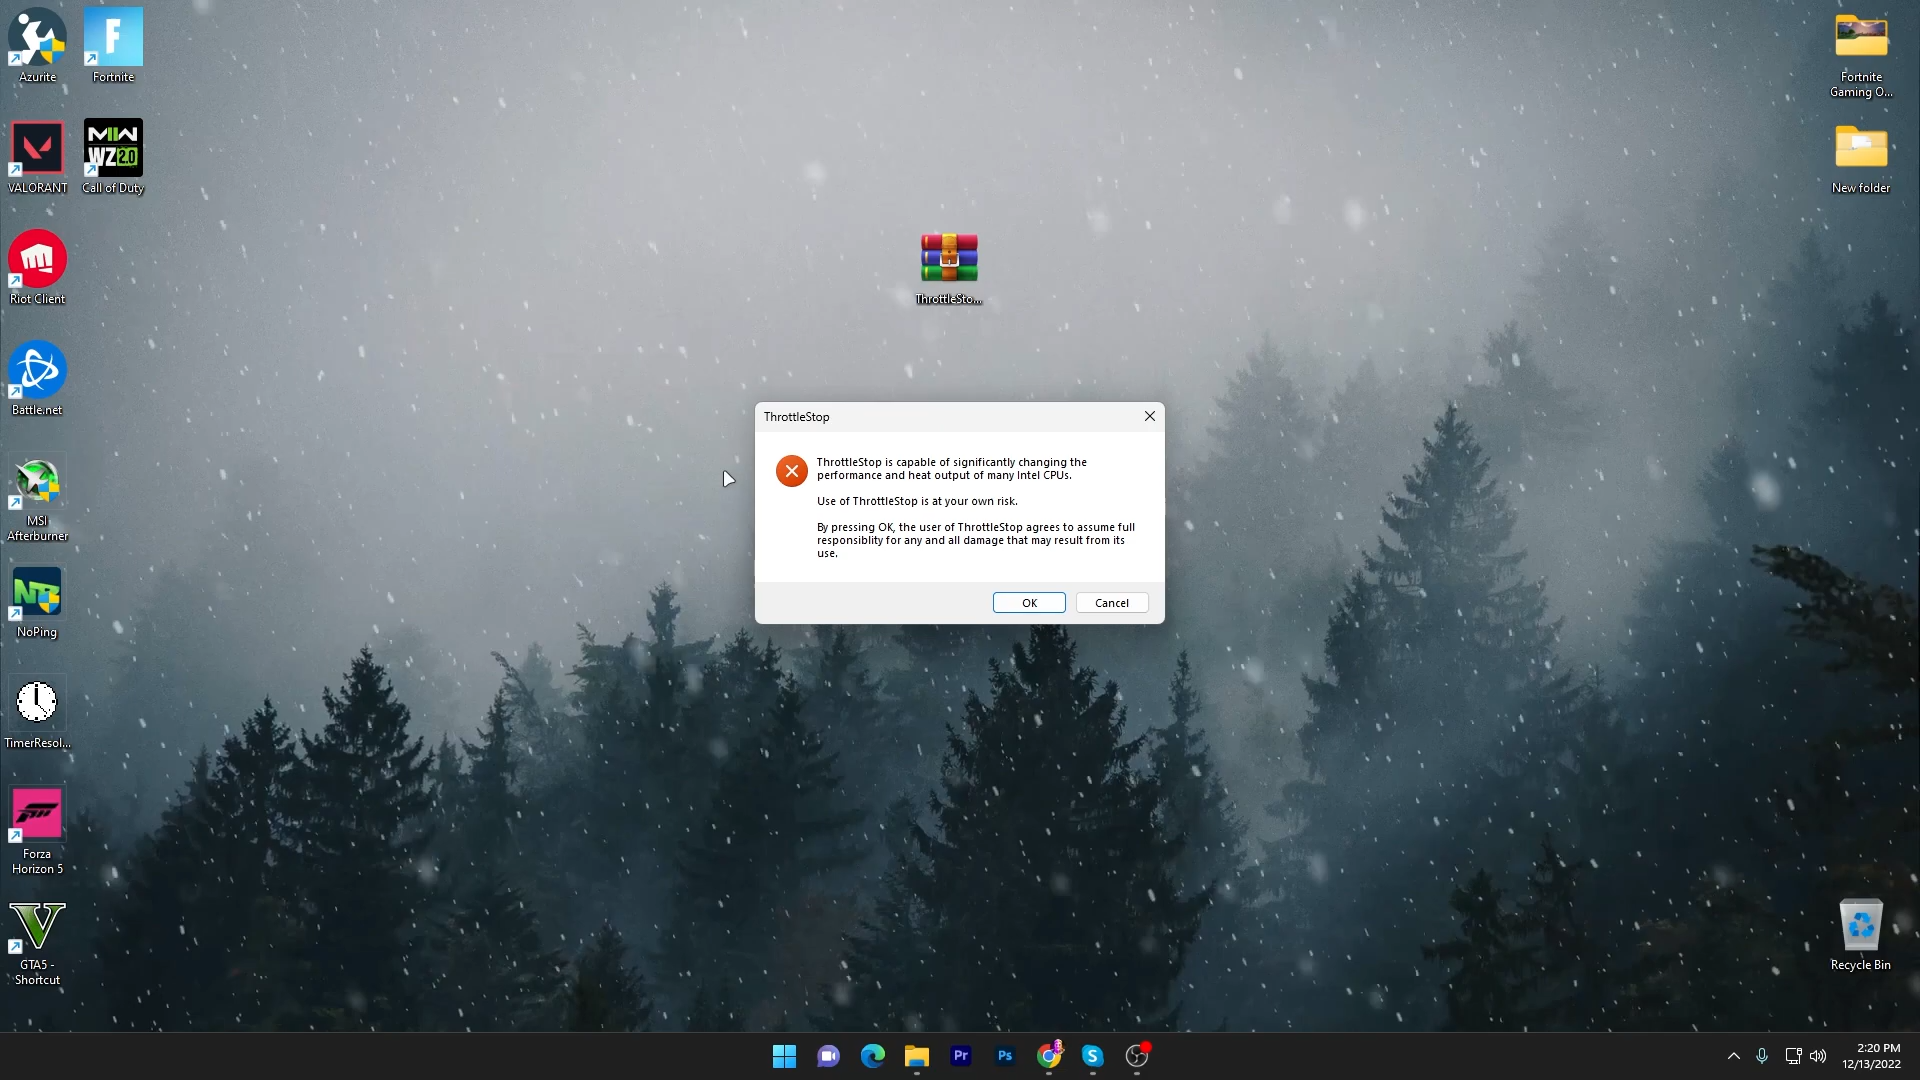 Azurite
Fortnite
VALORANT
MW
WZ2.0
Call of Duty
Riot Client
Battle.net
MSI
Afterburner
NoPing
TimerResol...
Forza
Horizon 5
GTA5 -
Shortcut
ThrottleSto...
Fortnite
Gaming O...
New folder
Recycle Bin
ThrottleStop
ThrottleStop is capable of significantly changing the
performance and heat output of many Intel CPUs.
Use of ThrottleStop is at your own risk.
By pressing OK, the user of ThrottleStop agrees to assume full
responsiblity for any and all damage that may result from its
use.
OK
Cancel
Pr
Ps
2:20 PM
12/13/2022